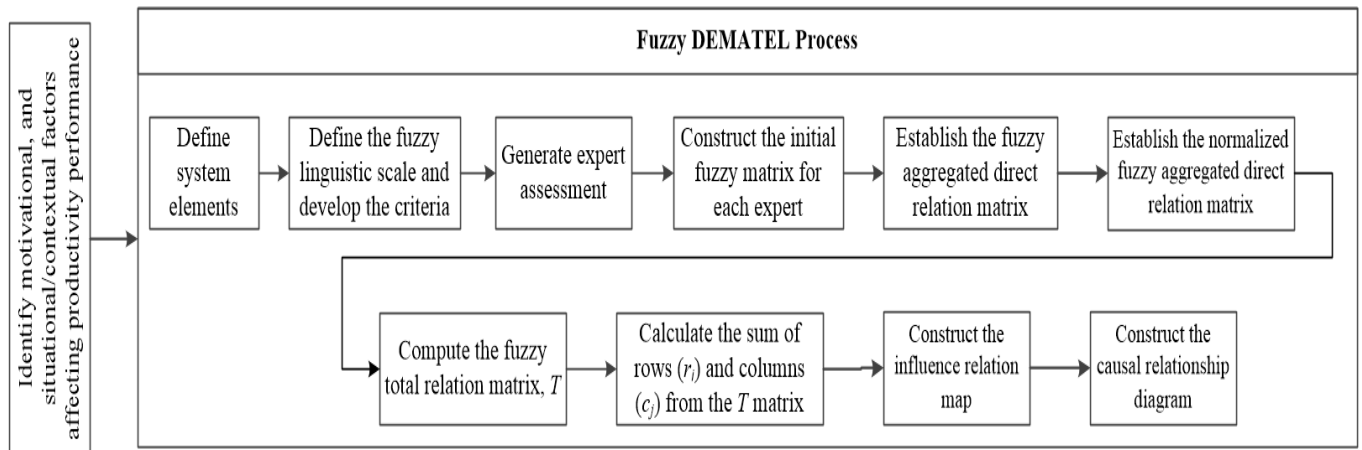 Identify motivational, and
situational/contextual factors
affecting productivity performance
Fuzzy DEMATEL Process
Define
system
elements
Define the fuzzy
linguistic scale and
develop the criteria
Generate expert
assessment
Construct the initial
fuzzy matrix for
each expert
Establish the fuzzy
aggregated direct
relation matrix
Establish the normalized
fuzzy aggregated direct
relation matrix
Compute the fuzzy
total relation matrix, T
Calculate the sum of
rows (ri) and columns
(cj) from the T matrix
Construct the
influence relation
map
Construct the
causal relationship
diagram